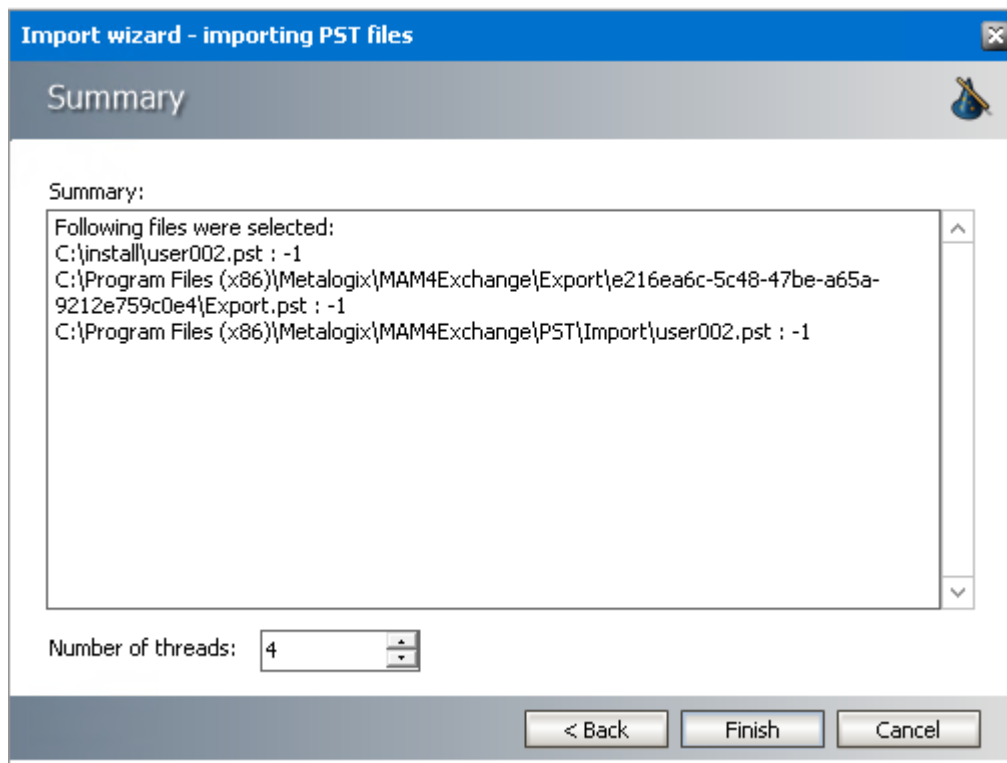 Import wizard - importing PST files
Summary
Summary:
Following files were selected:
C:\install\user002.pst : -1
C:\Program Files (x86)\Metalogix\MAM4Exchange\Export\e216ea6c-5c48-47be-a65a-
9212e759c0e4\Export.pst : -1
C:\Program Files (x86)\Metalogix\MAM4Exchange\PST\Import\user002.pst : -1
Number of threads: 4
< Back Finish Cancel